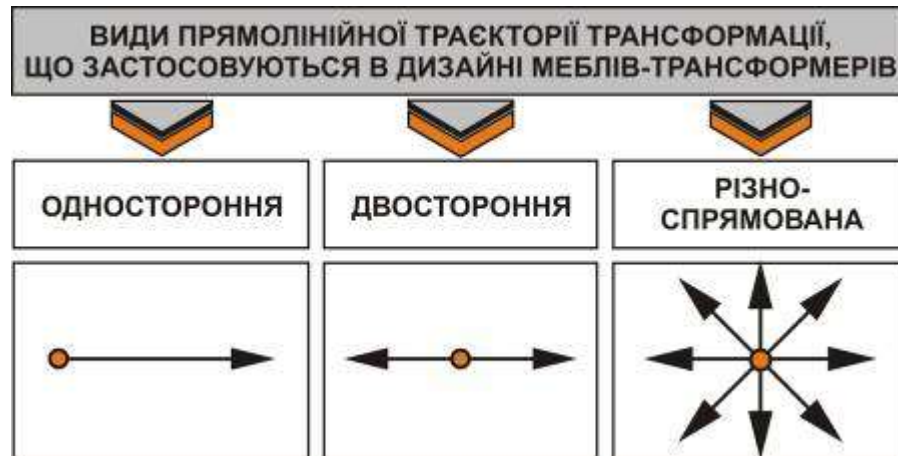 ВИДИ ПРЯМОЛІНІЙНОЇ ТРАЄКТОРІЇ ТРАНСФОРМАЦІЇ,
ЩО ЗАСТОСОВУЮТЬСЯ В ДИЗАЙНІ МЕБЛІВ-ТРАНСФОРМЕРІВ
ОДНОСТОРОННЯ
ДВОСТОРОННЯ
РІЗНО-
СПРЯМОВАНА